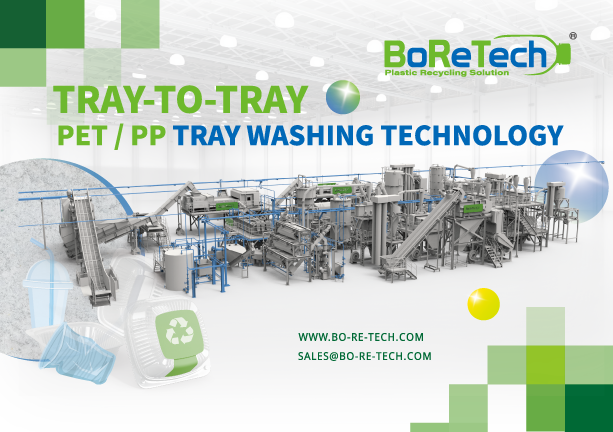 BoReTech®
Plastic Recycling Solution
TRAY-TO-TRAY
PET / PP TRAY WASHING TECHNOLOGY
WWW.BO-RE-TECH.COM
SALES@BO-RE-TECH.COM